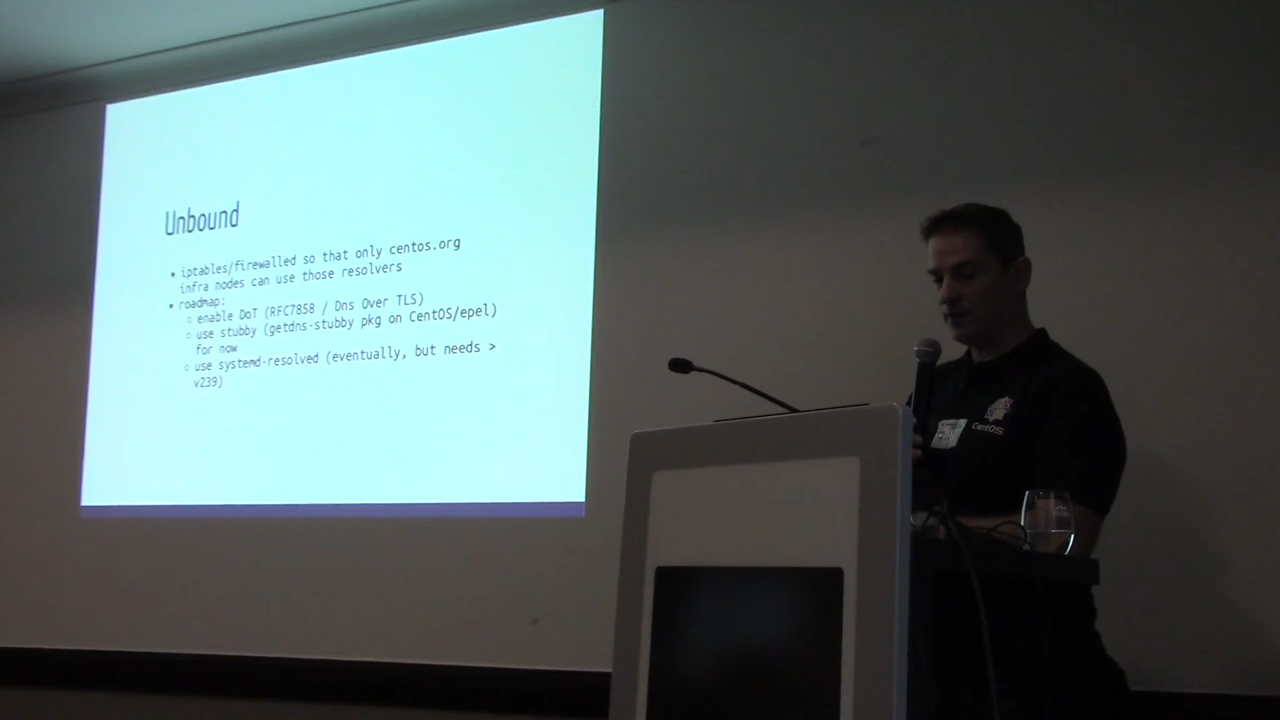 Unbound
• iptables/firewalled so that only centos.org
infra nodes can use those resolvers
• roadmap:
○ enable DoT (RFC7858 / Dns Over TLS)
○ use stubby (getdns-stubby pkg on CentOS/epel)
for now
○ use systemd-resolved (eventually, but needs >
v239)
CentOS